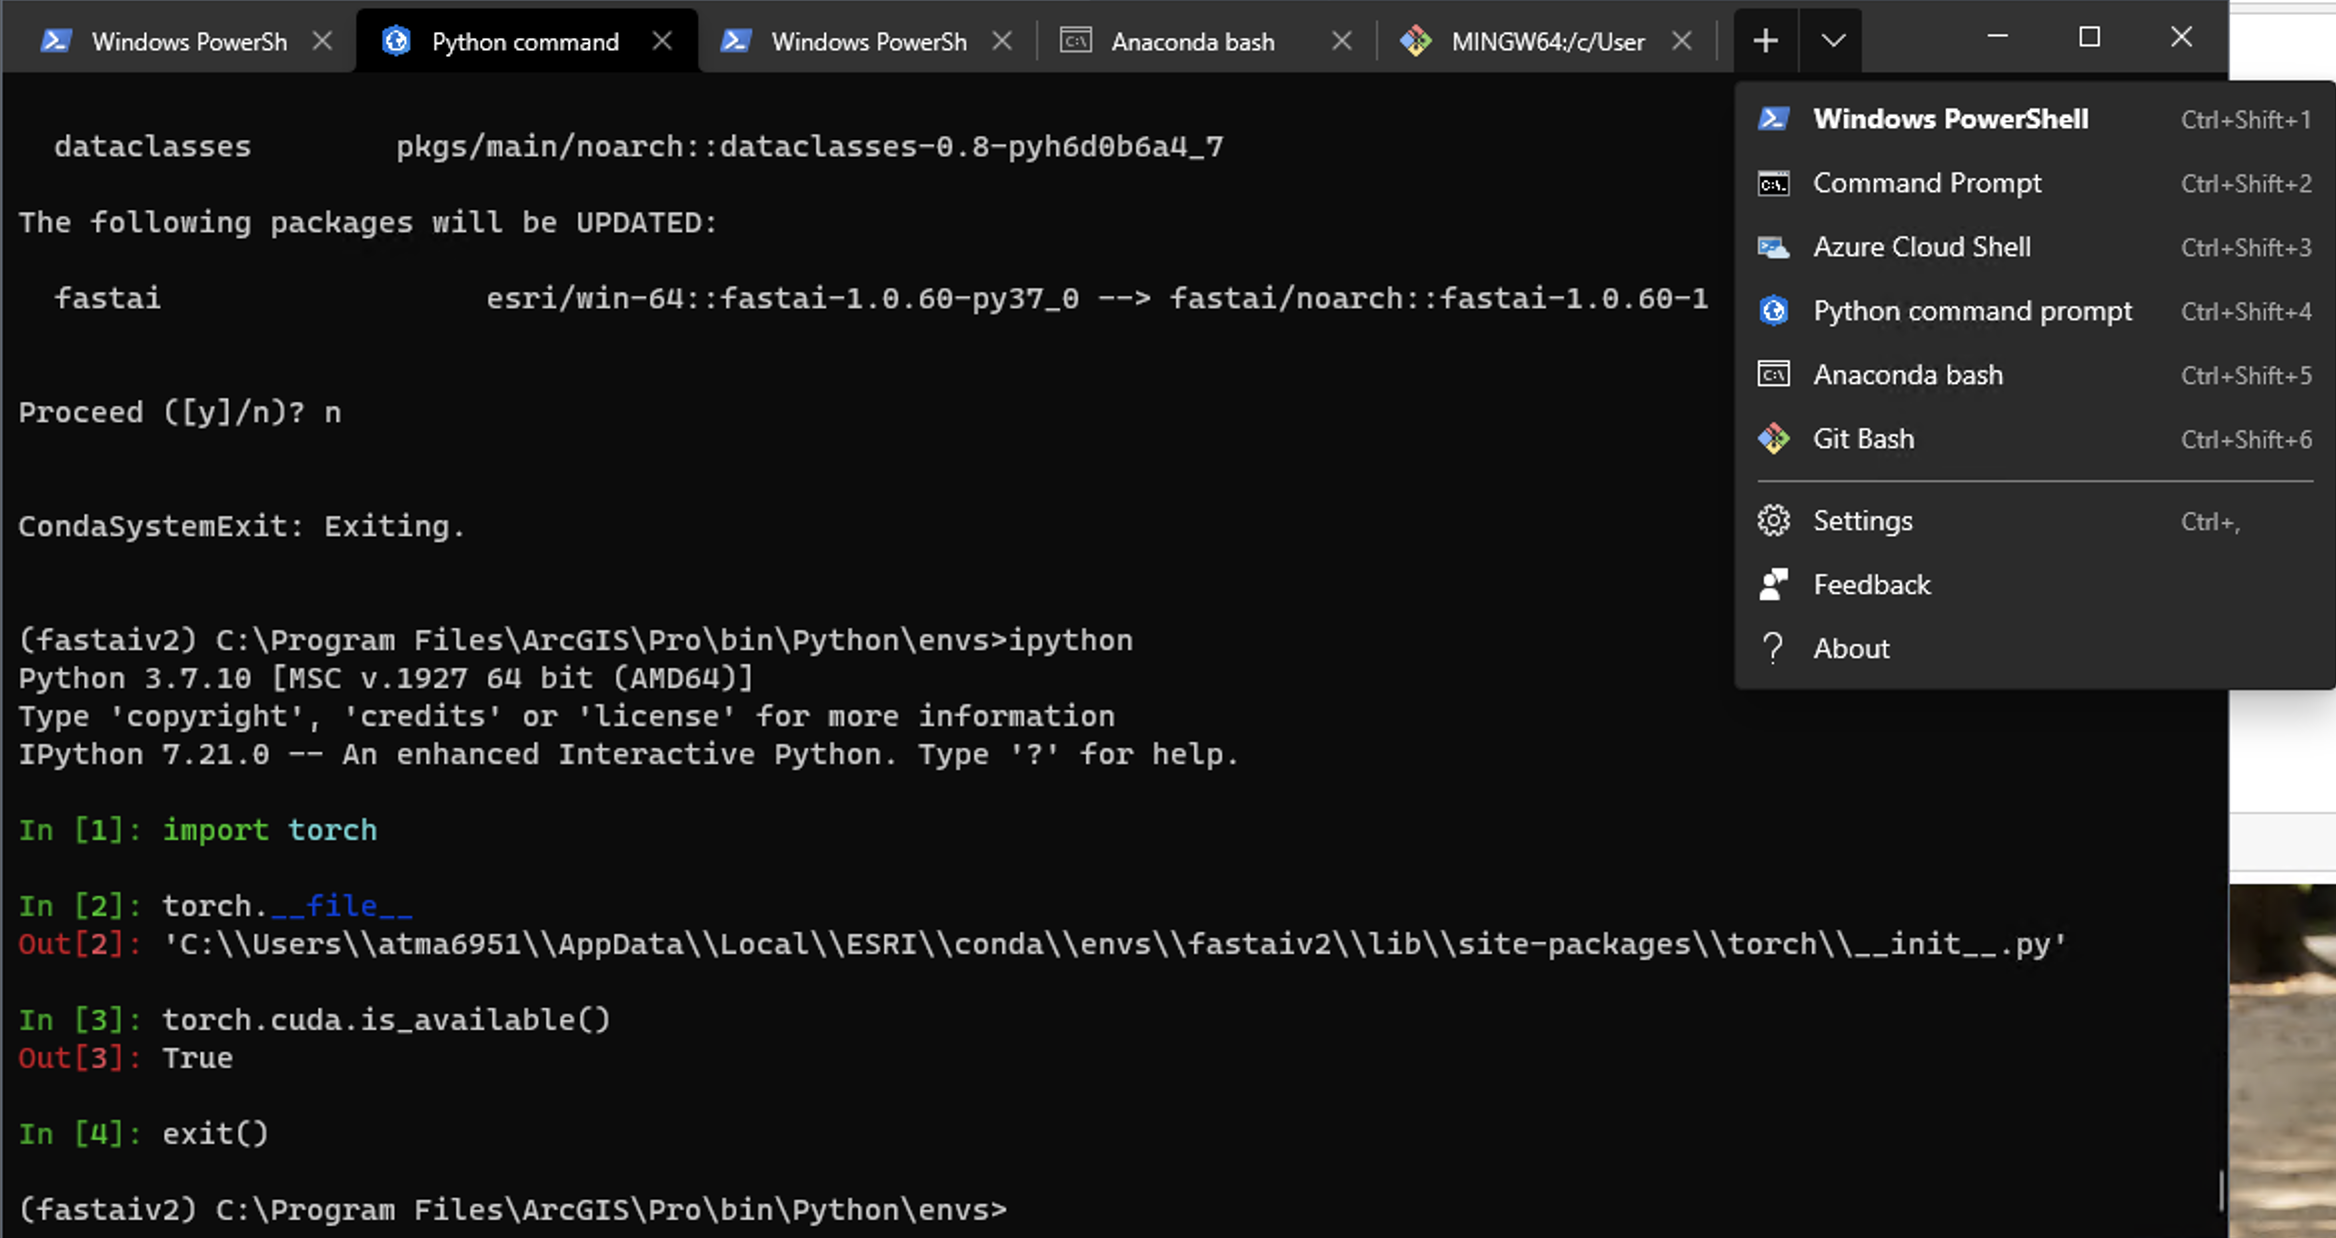 Windows PowerSh
Python command
Windows PowerSh
C:\ Anaconda bash
MINGW64:/c/User
Windows PowerShell Ctrl+Shift+1
Command Prompt Ctrl+Shift+2
Azure Cloud Shell Ctrl+Shift+3
Python command prompt Ctrl+Shift+4
C:\ Anaconda bash Ctrl+Shift+5
Git Bash Ctrl+Shift+6
Settings Ctrl+,
Feedback
? About
dataclasses pkgs/main/noarch::dataclasses-0.8-pyh6d0b6a4_7
The following packages will be UPDATED:
fastai esri/win-64::fastai-1.0.60-py37_0 --> fastai/noarch::fastai-1.0.60-1
Proceed ([y]/n)? n
CondaSystemExit: Exiting.
(fastaiv2) C:\Program Files\ArcGIS\Pro\bin\Python\envs>ipython
Python 3.7.10 [MSC v.1927 64 bit (AMD64)]
Type 'copyright', 'credits' or 'license' for more information
IPython 7.21.0 -- An enhanced Interactive Python. Type '?' for help.
In [1]: import torch
In [2]: torch.__file__
Out[2]: 'C:\\Users\\atma6951\\AppData\\Local\\ESRI\\conda\\envs\\fastaiv2\\lib\\site-packages\\torch\\__init__.py'
In [3]: torch.cuda.is_available()
Out[3]: True
In [4]: exit()
(fastaiv2) C:\Program Files\ArcGIS\Pro\bin\Python\envs>